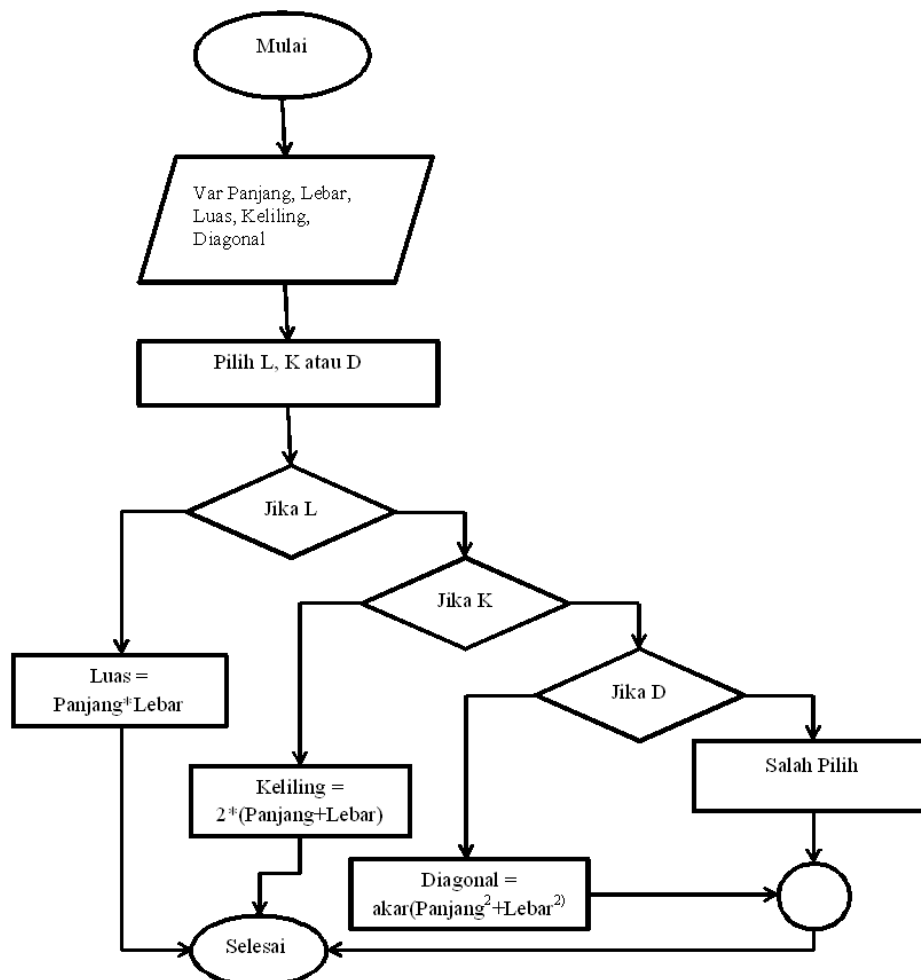 Mulai
Var Panjang, Lebar,
Luas, Keliling,
Diagonal
Pilih L, K atau D
Jika L
Jika K
Jika D
Luas =
Panjang*Lebar
Salah Pilih
Keliling =
2*(Panjang+Lebar)
Diagonal =
akar(Panjang²+Lebar²⁾
Selesai